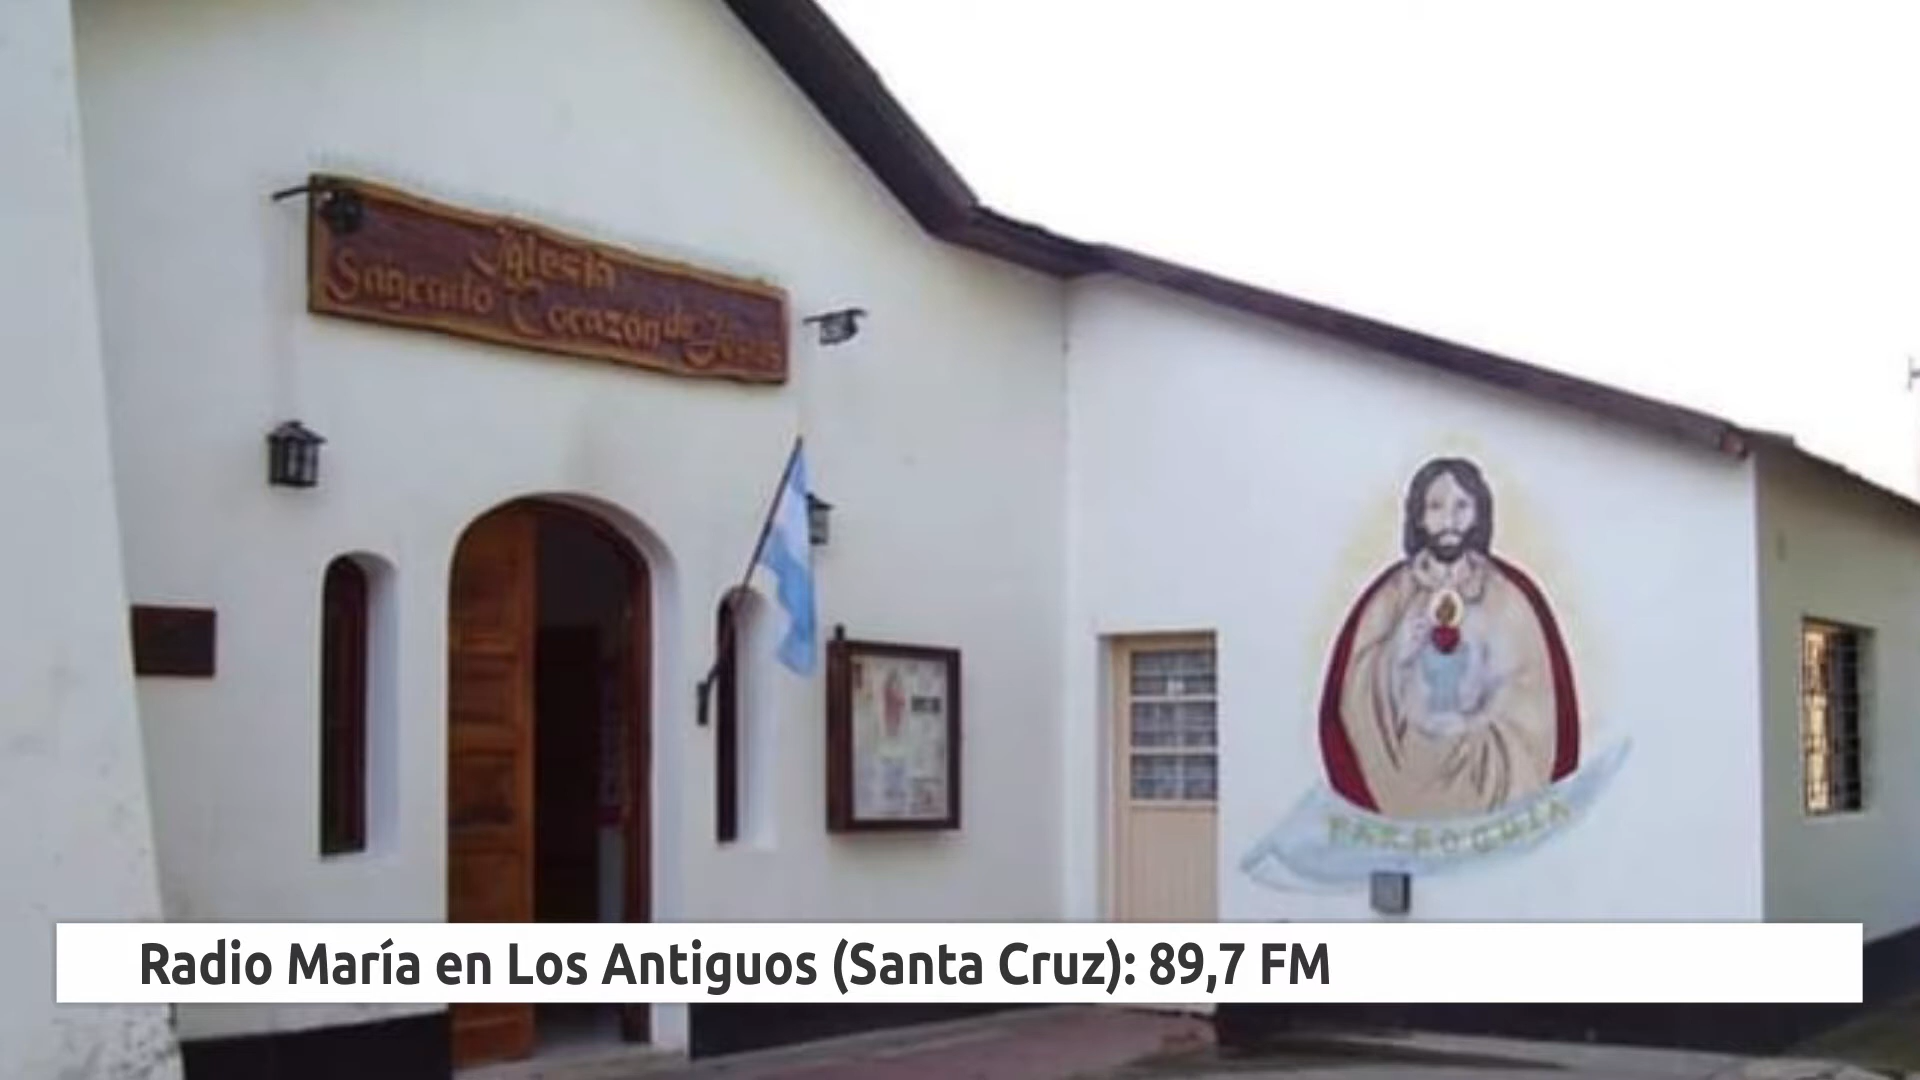 Iglesia
Sagrado Corazón de Jesús
PARROQUIA
Radio María en Los Antiguos (Santa Cruz): 89,7 FM